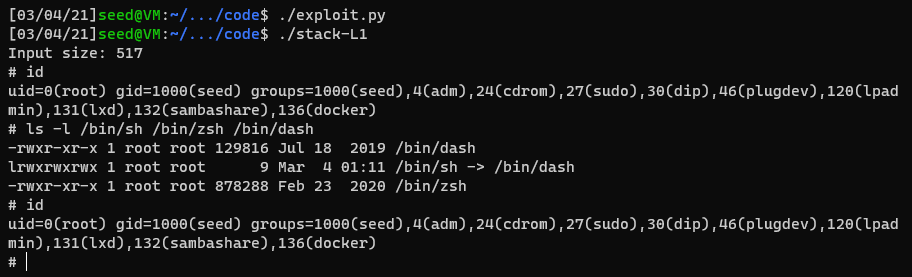 [03/04/21]seed@VM:~/.../code$ ./exploit.py
[03/04/21]seed@VM:~/.../code$ ./stack-L1
Input size: 517
# id
uid=0(root) gid=1000(seed) groups=1000(seed),4(adm),24(cdrom),27(sudo),30(dip),46(plugdev),120(lpad
min),131(lxd),132(sambashare),136(docker)
# ls -l /bin/sh /bin/zsh /bin/dash
-rwxr-xr-x 1 root root 129816 Jul 18  2019 /bin/dash
lrwxrwxrwx 1 root root      9 Mar  4 01:11 /bin/sh -> /bin/dash
-rwxr-xr-x 1 root root 878288 Feb 23  2020 /bin/zsh
# id
uid=0(root) gid=1000(seed) groups=1000(seed),4(adm),24(cdrom),27(sudo),30(dip),46(plugdev),120(lpad
min),131(lxd),132(sambashare),136(docker)
#